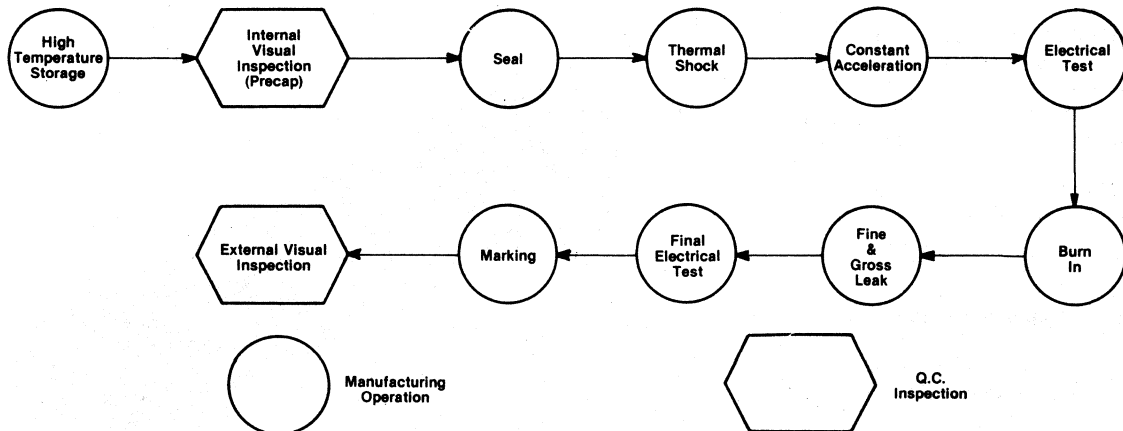 High
Temperature
Storage
Internal
Visual
Inspection
(Precap)
Seal
Thermal
Shock
Constant
Acceleration
Electrical
Test
External Visual
Inspection
Marking
Final
Electrical
Test
Fine
&
Gross
Leak
Burn
In
Manufacturing
Operation
Q.C.
Inspection